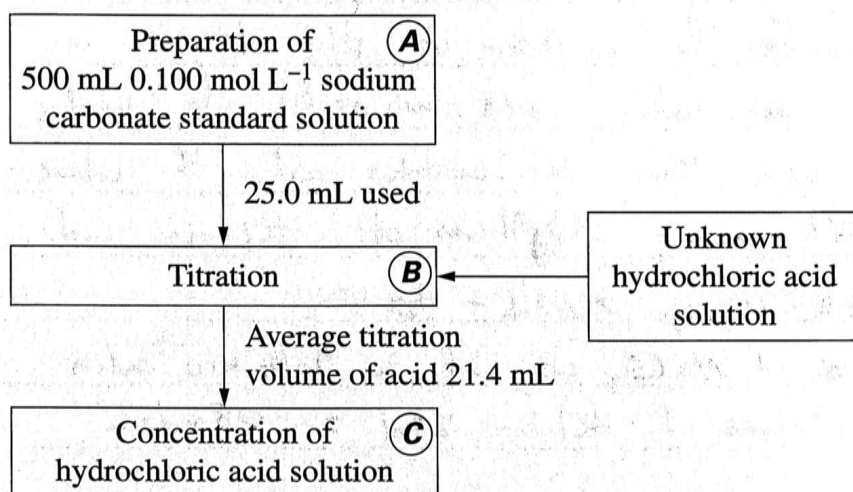 Preparation of A
500 mL 0.100 mol L⁻¹ sodium
carbonate standard solution
25.0 mL used
Titration B
Unknown
hydrochloric acid
solution
Average titration
volume of acid 21.4 mL
Concentration of C
hydrochloric acid solution